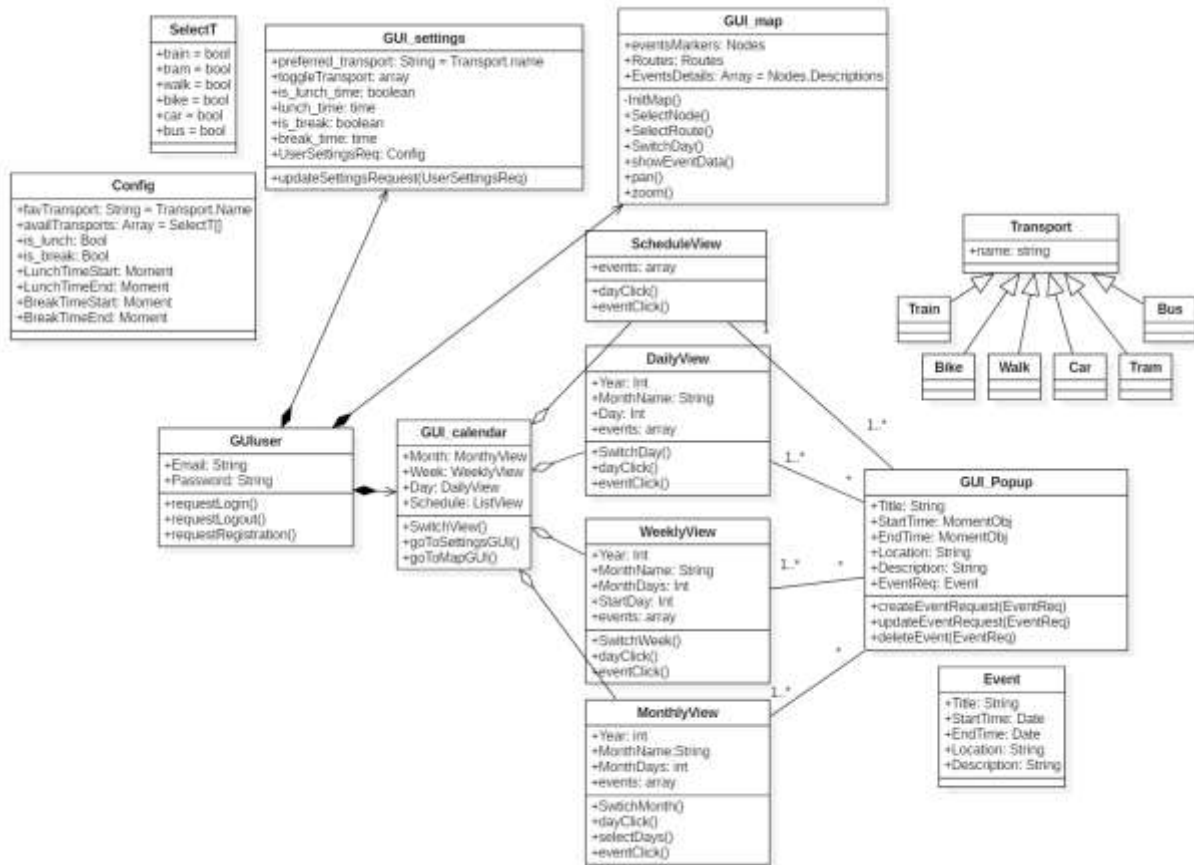 SelectT
+train = bool
+tram = bool
+walk = bool
+bike = bool
+car = bool
+bus = bool
GUI_settings
+preferred_transport: String = Transport.name
+toggleTransport: array
+is_lunch_time: boolean
+lunch_time: time
+is_break: boolean
+break_time: time
+UserSettingsReq: Config
+updateSettingsRequest(UserSettingsReq)
GUI_map
+eventsMarkers: Nodes
+Routes: Routes
+EventsDetails: Array = Nodes.Descriptions
-InitMap()
+SelectNode()
+SelectRoute()
+SwitchDay()
+showEventData()
+pan()
+zoom()
Config
+favTransport: String = Transport.Name
+availTransports: Array = SelectT[]
+is_lunch: Bool
+is_break: Bool
+LunchTimeStart: Moment
+LunchTimeEnd: Moment
+BreakTimeStart: Moment
+BreakTimeEnd: Moment
ScheduleView
+events: array
+dayClick()
+eventClick()
1
1..*
Transport
+name: string
Train
Bus
Bike
Walk
Car
Tram
DailyView
+Year: Int
+MonthName: String
+Day: Int
+events: array
+SwitchDay()
+dayClick()
+eventClick()
1..*
*
GUIuser
+Email: String
+Password: String
+requestLogin()
+requestLogout()
+requestRegistration()
GUI_calendar
+Month: MonthyView
+Week: WeeklyView
+Day: DailyView
+Schedule: ListView
+SwitchView()
+goToSettingsGUI()
+goToMapGUI()
GUI_Popup
+Title: String
+StartTime: MomentObj
+EndTime: MomentObj
+Location: String
+Description: String
+EventReq: Event
+createEventRequest(EventReq)
+updateEventRequest(EventReq)
+deleteEvent(EventReq)
WeeklyView
+Year: Int
+MonthName: String
+MonthDays: Int
+StartDay: Int
+events: array
+SwitchWeek()
+dayClick()
+eventClick()
1..*
*
MonthlyView
+Year: int
+MonthName:String
+MonthDays: int
+events: array
+SwtichMonth()
+dayClick()
+selectDays()
+eventClick()
1..*
*
Event
+Title: String
+StartTime: Date
+EndTime: Date
+Location: String
+Description: String